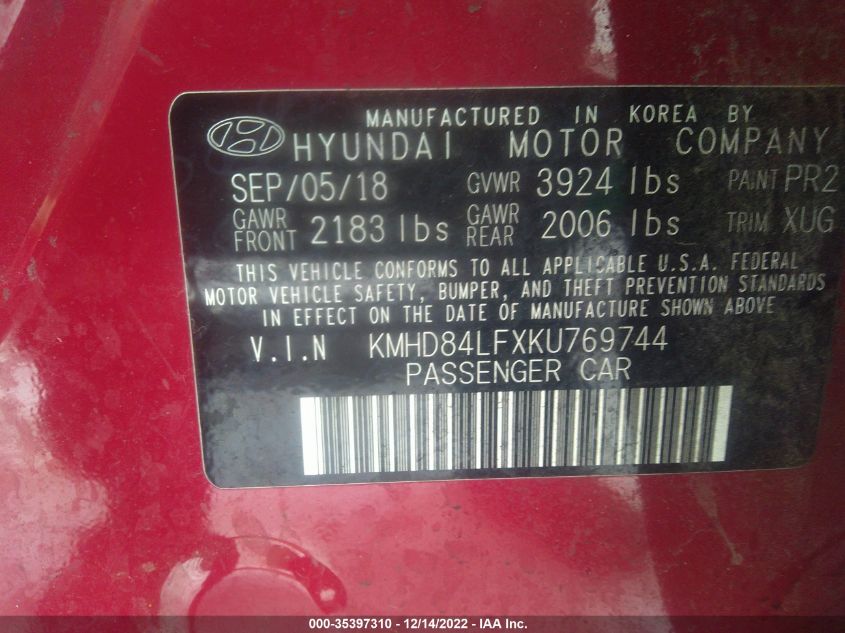 MANUFACTURED IN KOREA BY
HYUNDAI MOTOR COMPANY
SEP/05/18 GVWR 3924 lbs PAINT PR2
GAWR FRONT 2183 lbs GAWR REAR 2006 lbs TRIM XUG
THIS VEHICLE CONFORMS TO ALL APPLICABLE U.S.A. FEDERAL
MOTOR VEHICLE SAFETY, BUMPER, AND THEFT PREVENTION STANDARDS
IN EFFECT ON THE DATE OF MANUFACTURE SHOWN ABOVE
V.I.N KMHD84LFXKU769744
PASSENGER CAR
000-35397310 - 12/14/2022 - IAA Inc.